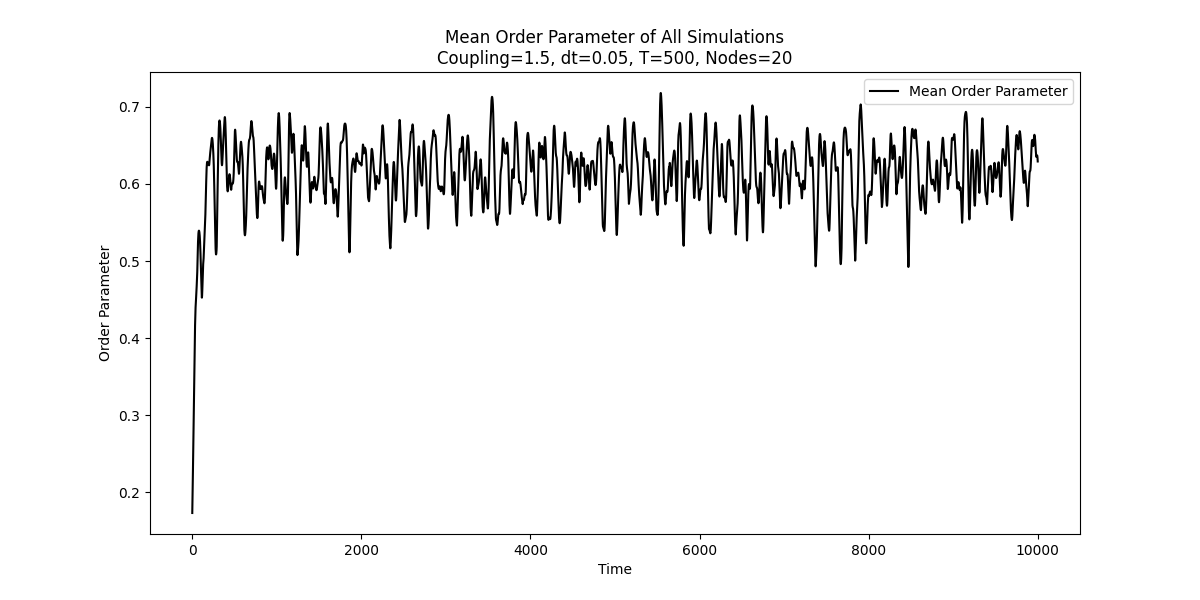 Mean Order Parameter of All Simulations
Coupling=1.5, dt=0.05, T=500, Nodes=20
Mean Order Parameter
Order Parameter
0.7
0.6
0.5
0.4
0.3
0.2
0 2000 4000 6000 8000 10000
Time